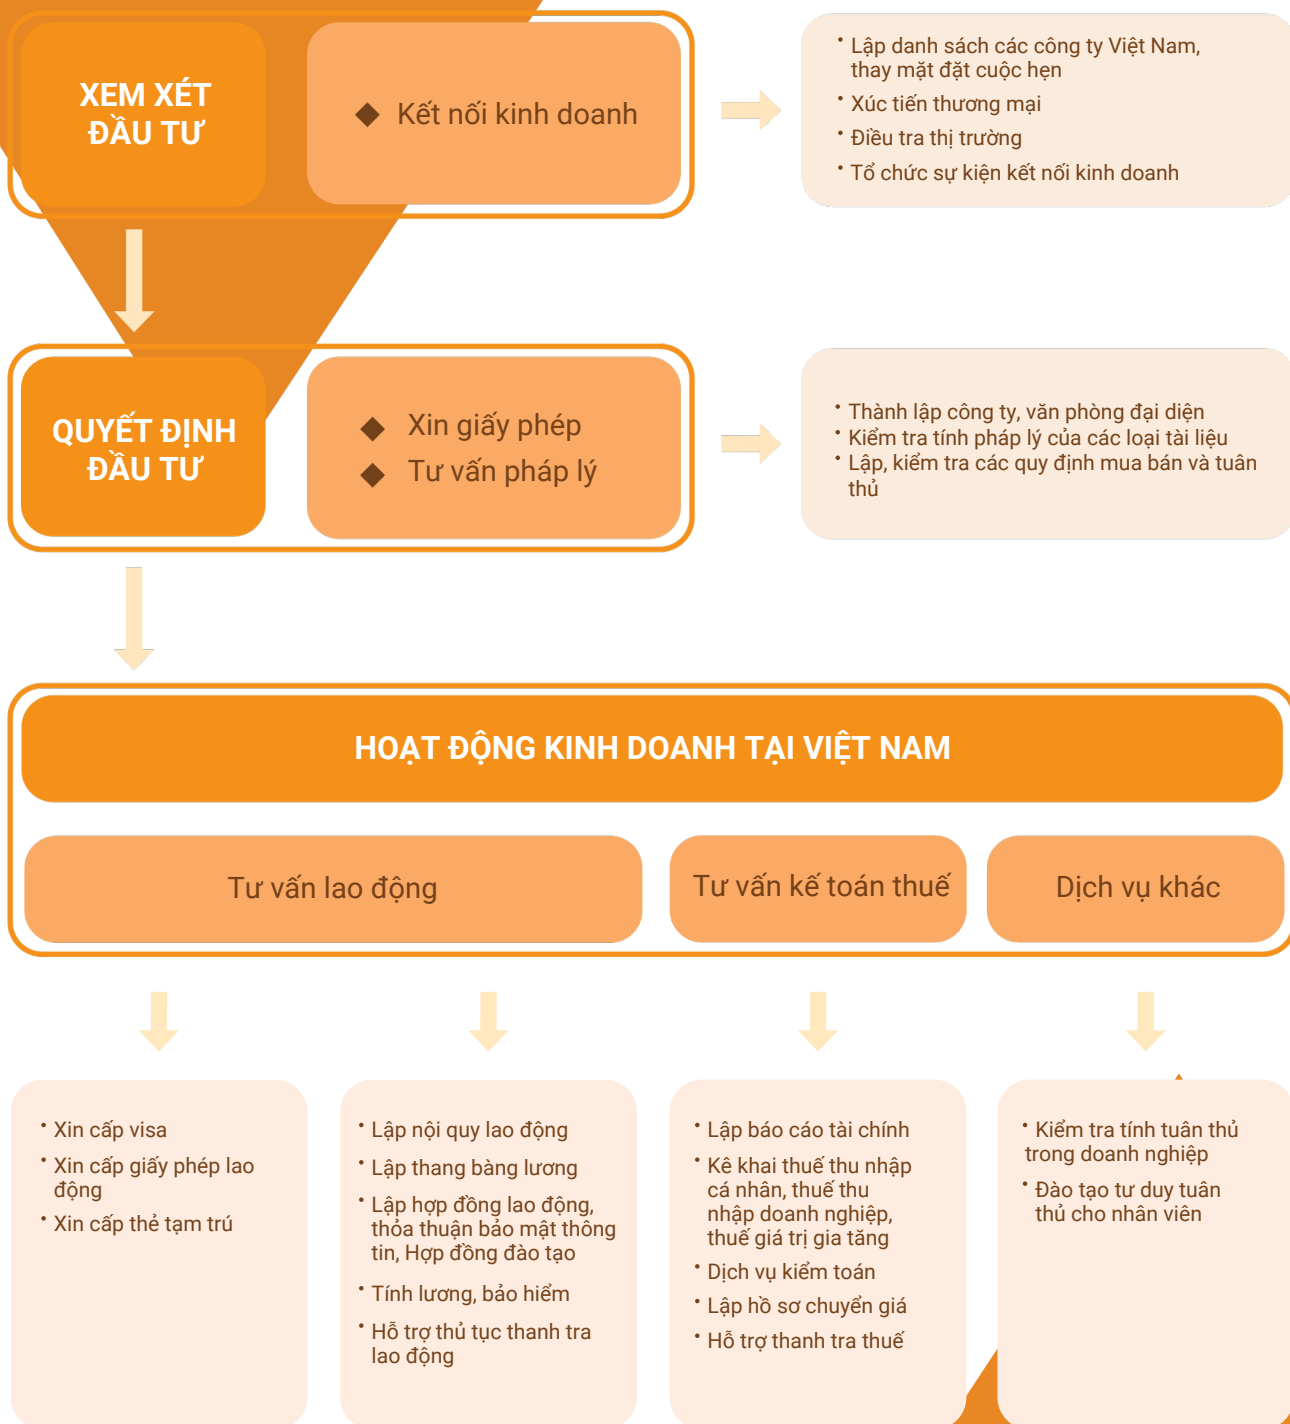 XEM XÉT
ĐẦU TƯ
Kết nối kinh doanh
Lập danh sách các công ty Việt Nam,
thay mặt đặt cuộc hẹn
Xúc tiến thương mại
Điều tra thị trường
Tổ chức sự kiện kết nối kinh doanh
QUYẾT ĐỊNH
ĐẦU TƯ
Xin giấy phép
Tư vấn pháp lý
Thành lập công ty, văn phòng đại diện
Kiểm tra tính pháp lý của các loại tài liệu
Lập, kiểm tra các quy định mua bán và tuân
thủ
HOẠT ĐỘNG KINH DOANH TẠI VIỆT NAM
Tư vấn lao động
Tư vấn kế toán thuế
Dịch vụ khác
Xin cấp visa
Xin cấp giấy phép lao
động
Xin cấp thẻ tạm trú
Lập nội quy lao động
Lập thang bảng lương
Lập hợp đồng lao động,
thỏa thuận bảo mật thông
tin, Hợp đồng đào tạo
Tính lương, bảo hiểm
Hỗ trợ thủ tục thanh tra
lao động
Lập báo cáo tài chính
Kê khai thuế thu nhập
cá nhân, thuế thu
nhập doanh nghiệp,
thuế giá trị gia tăng
Dịch vụ kiểm toán
Lập hồ sơ chuyển giá
Hỗ trợ thanh tra thuế
Kiểm tra tính tuân thủ
trong doanh nghiệp
Đào tạo tư duy tuân
thủ cho nhân viên